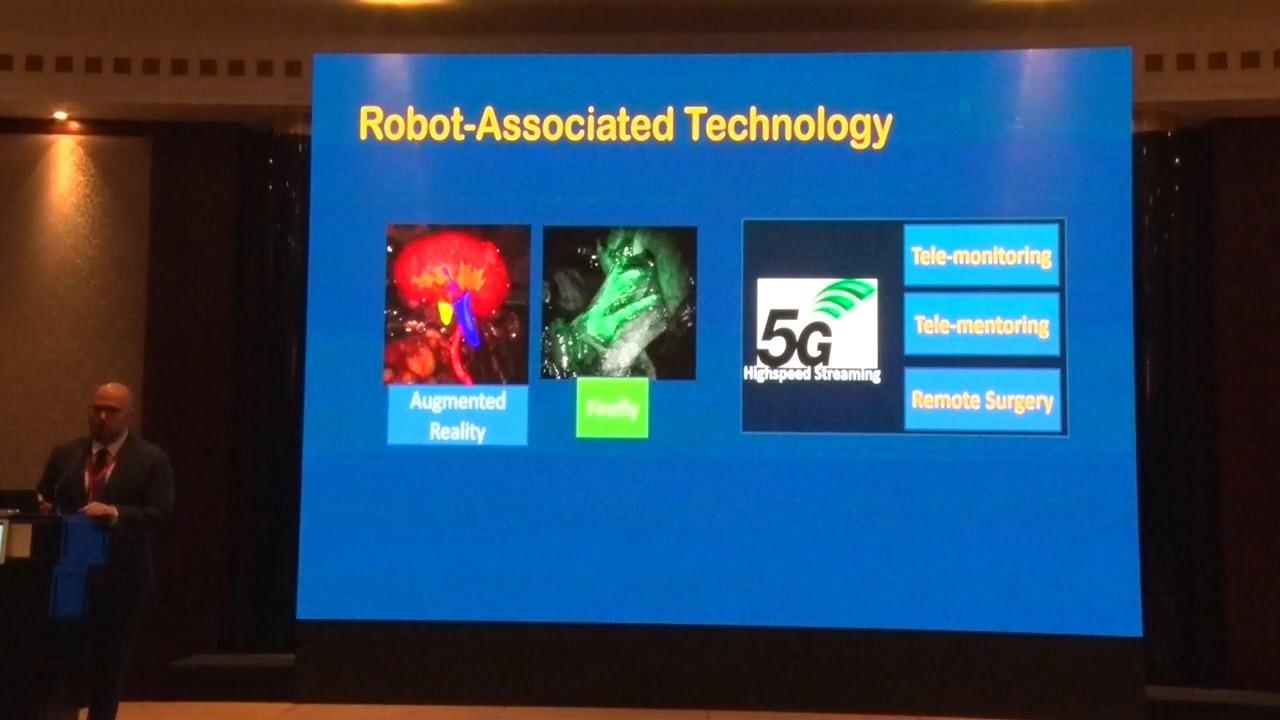 Robot-Associated Technology
Augmented
Reality
Firefly
5G
Highspeed Streaming
Tele-monitoring
Tele-mentoring
Remote Surgery